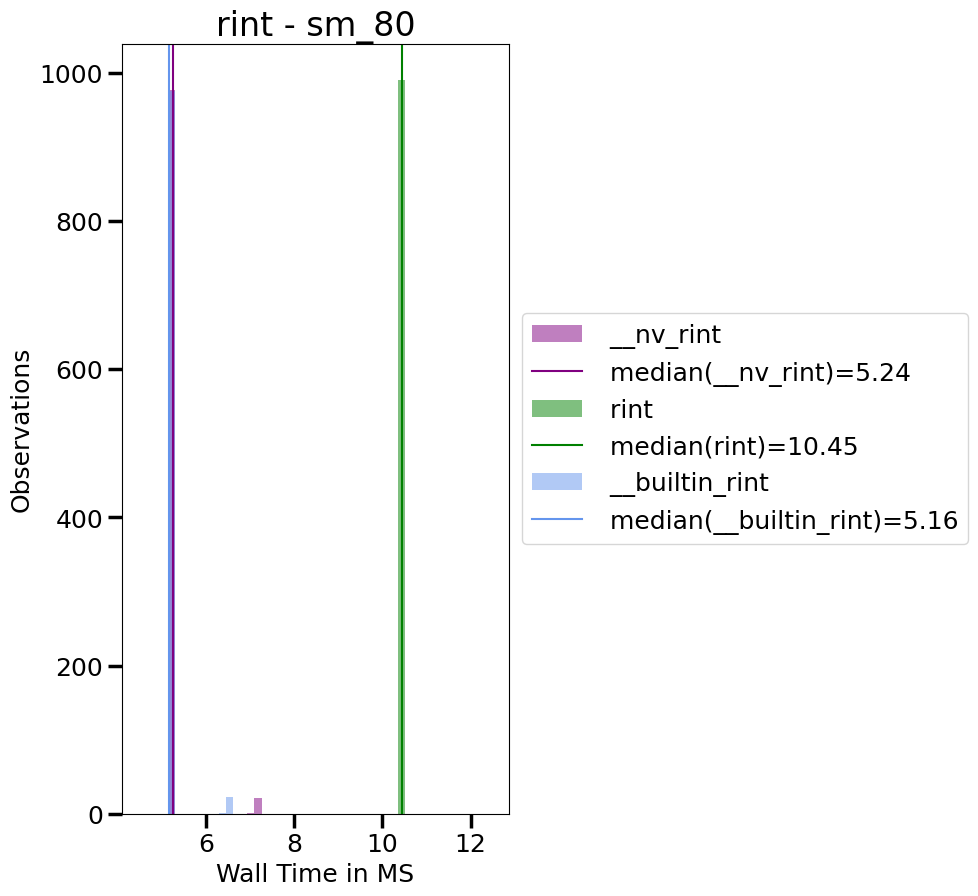 rint - sm_80
1000
800
600
400
200
0
Observations
6 8 10 12
Wall Time in MS
__nv_rint
median(__nv_rint)=5.24
rint
median(rint)=10.45
__builtin_rint
median(__builtin_rint)=5.16